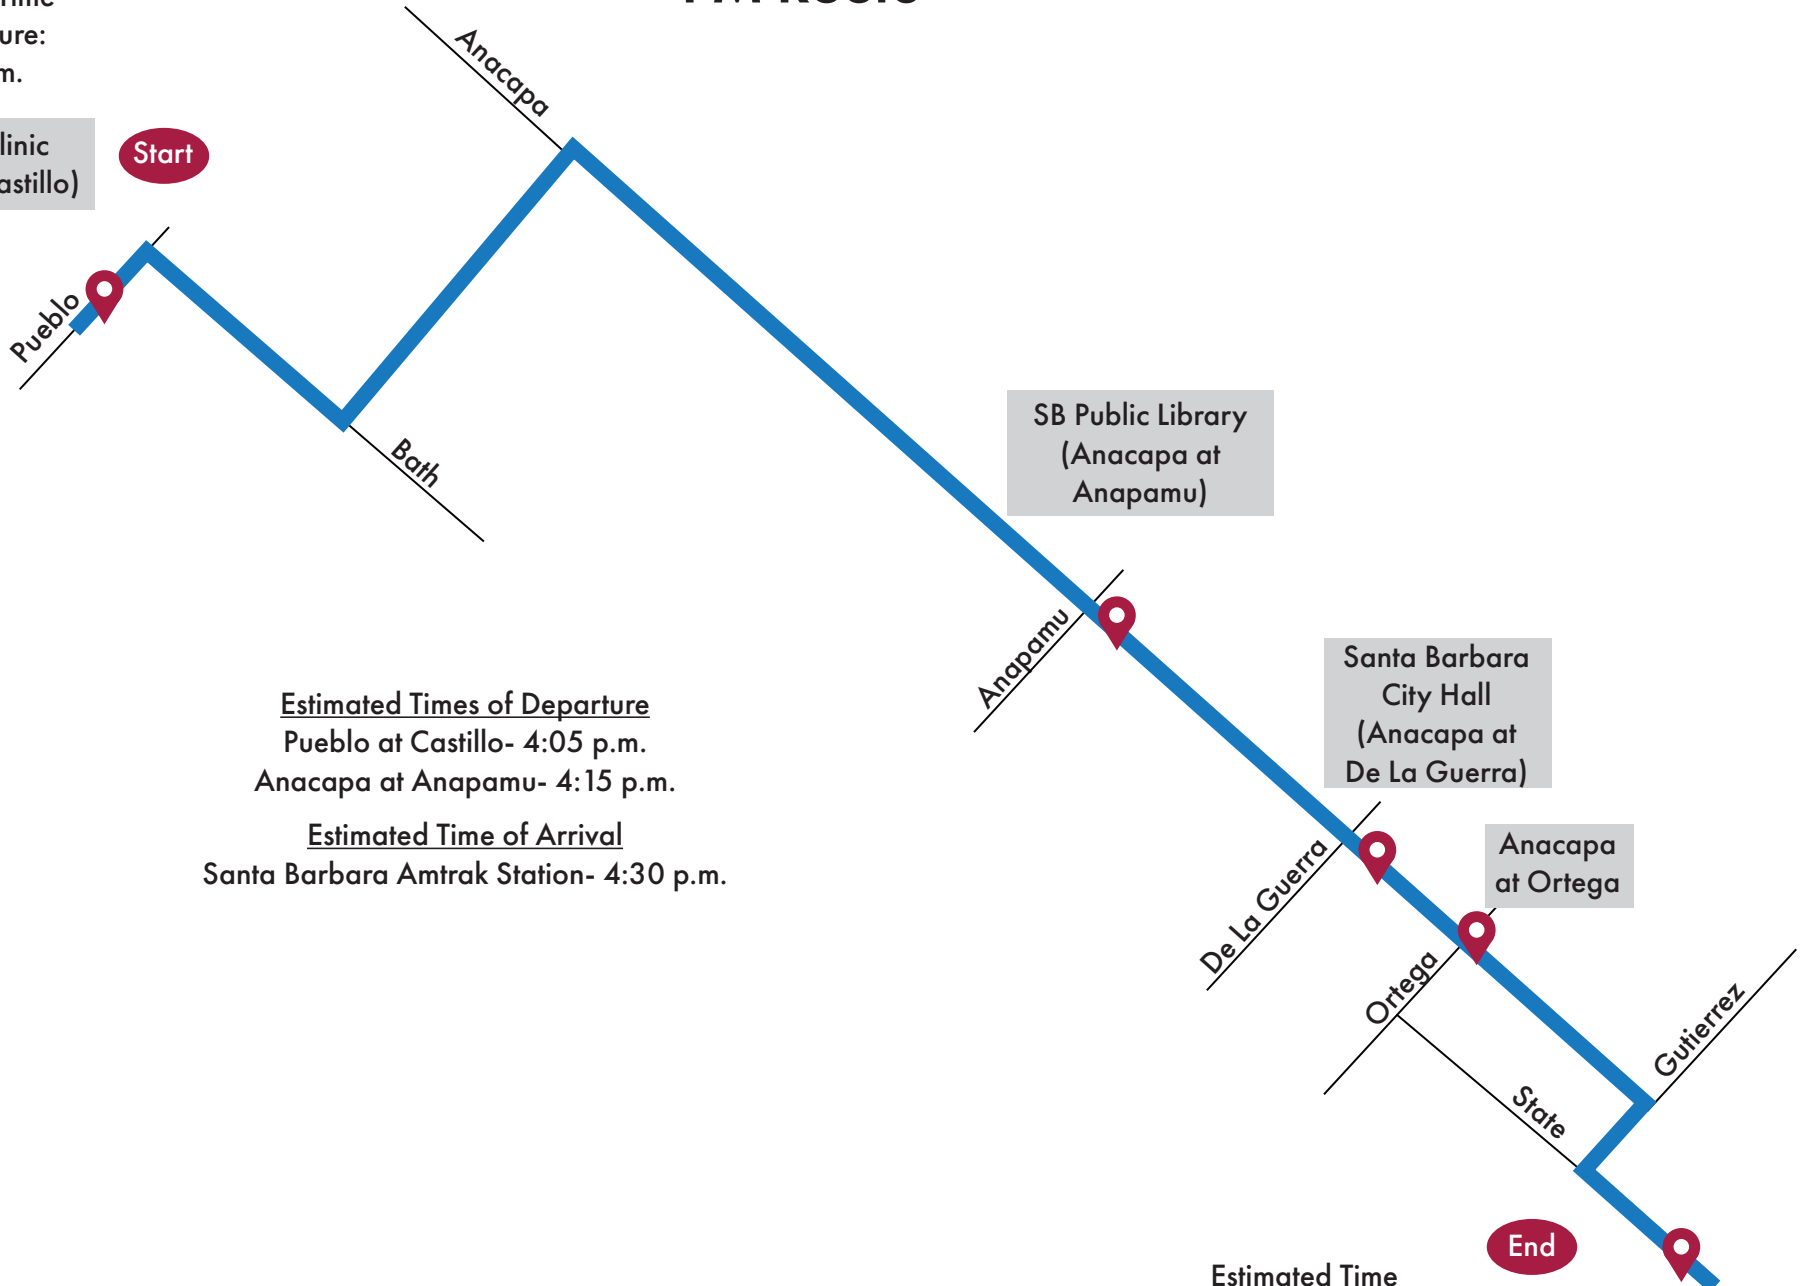 ure:
m.
linic
astillo)
Start
Anacapa
Pueblo
Bath
SB Public Library
(Anacapa at
Anapamu)
Anapamu
Santa Barbara
City Hall
(Anacapa at
De La Guerra)
De La Guerra
Anacapa
at Ortega
Ortega
Gutierrez
State
Estimated Times of Departure
Pueblo at Castillo- 4:05 p.m.
Anacapa at Anapamu- 4:15 p.m.
Estimated Time of Arrival
Santa Barbara Amtrak Station- 4:30 p.m.
End
Estimated Time